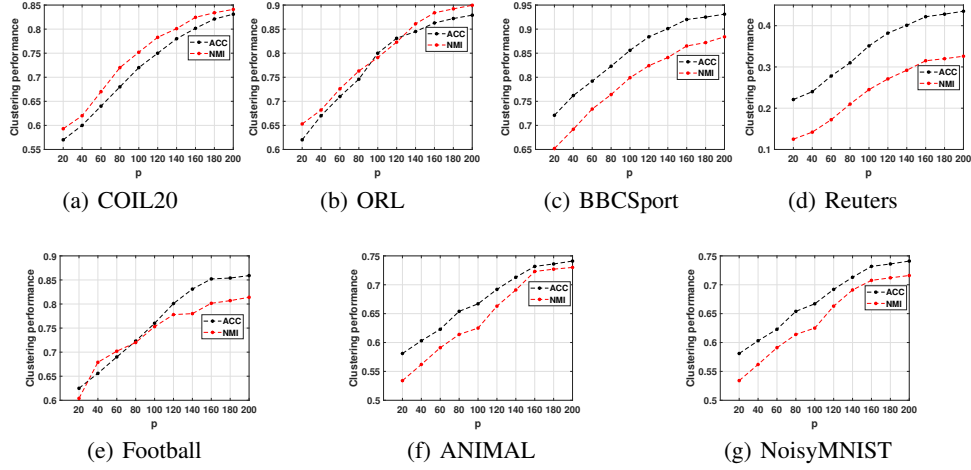 0.85
0.8
0.75
0.7
0.65
0.6
0.55
Clustering performance
ACC
NMI
20 40 60 80 100 120 140 160 180 200
p
(a) COIL20
0.9
0.85
0.8
0.75
0.7
0.65
0.6
Clustering performance
ACC
NMI
20 40 60 80 100 120 140 160 180 200
p
(b) ORL
0.95
0.9
0.85
0.8
0.75
0.7
0.65
Clustering performance
ACC
NMI
20 40 60 80 100 120 140 160 180 200
p
(c) BBCSport
0.4
0.3
0.2
0.1
Clustering performance
ACC
NMI
20 40 60 80 100 120 140 160 180 200
p
(d) Reuters
0.9
0.85
0.8
0.75
0.7
0.65
0.6
Clustering performance
ACC
NMI
20 40 60 80 100 120 140 160 180 200
p
(e) Football
0.75
0.7
0.65
0.6
0.55
0.5
Clustering performance
ACC
NMI
20 40 60 80 100 120 140 160 180 200
p
(f) ANIMAL
0.75
0.7
0.65
0.6
0.55
0.5
Clustering performance
ACC
NMI
20 40 60 80 100 120 140 160 180 200
p
(g) NoisyMNIST